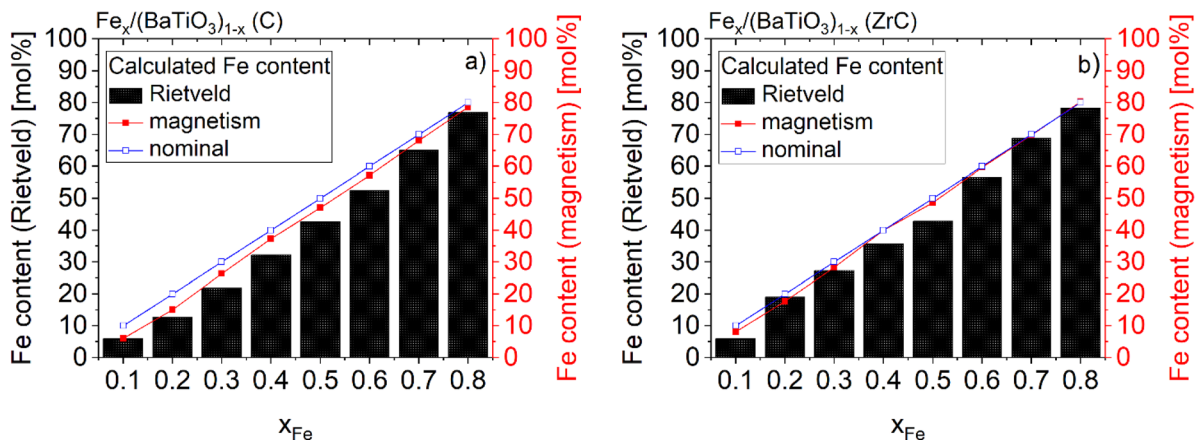 Feₓ/(BaTiO₃)₁₋ₓ (C)
Fe content (Rietveld) [mol%]
100
90
80
70
60
50
40
30
20
10
0
Calculated Fe content
Rietveld
magnetism
nominal
a)
100
90
80
70
60
50
40
30
20
10
0
Fe content (magnetism) [mol%]
0.1 0.2 0.3 0.4 0.5 0.6 0.7 0.8
x_Fe
Feₓ/(BaTiO₃)₁₋ₓ (ZrC)
Fe content (Rietveld) [mol%]
100
90
80
70
60
50
40
30
20
10
0
Calculated Fe content
Rietveld
magnetism
nominal
b)
100
90
80
70
60
50
40
30
20
10
0
Fe content (magnetism) [mol%]
0.1 0.2 0.3 0.4 0.5 0.6 0.7 0.8
x_Fe